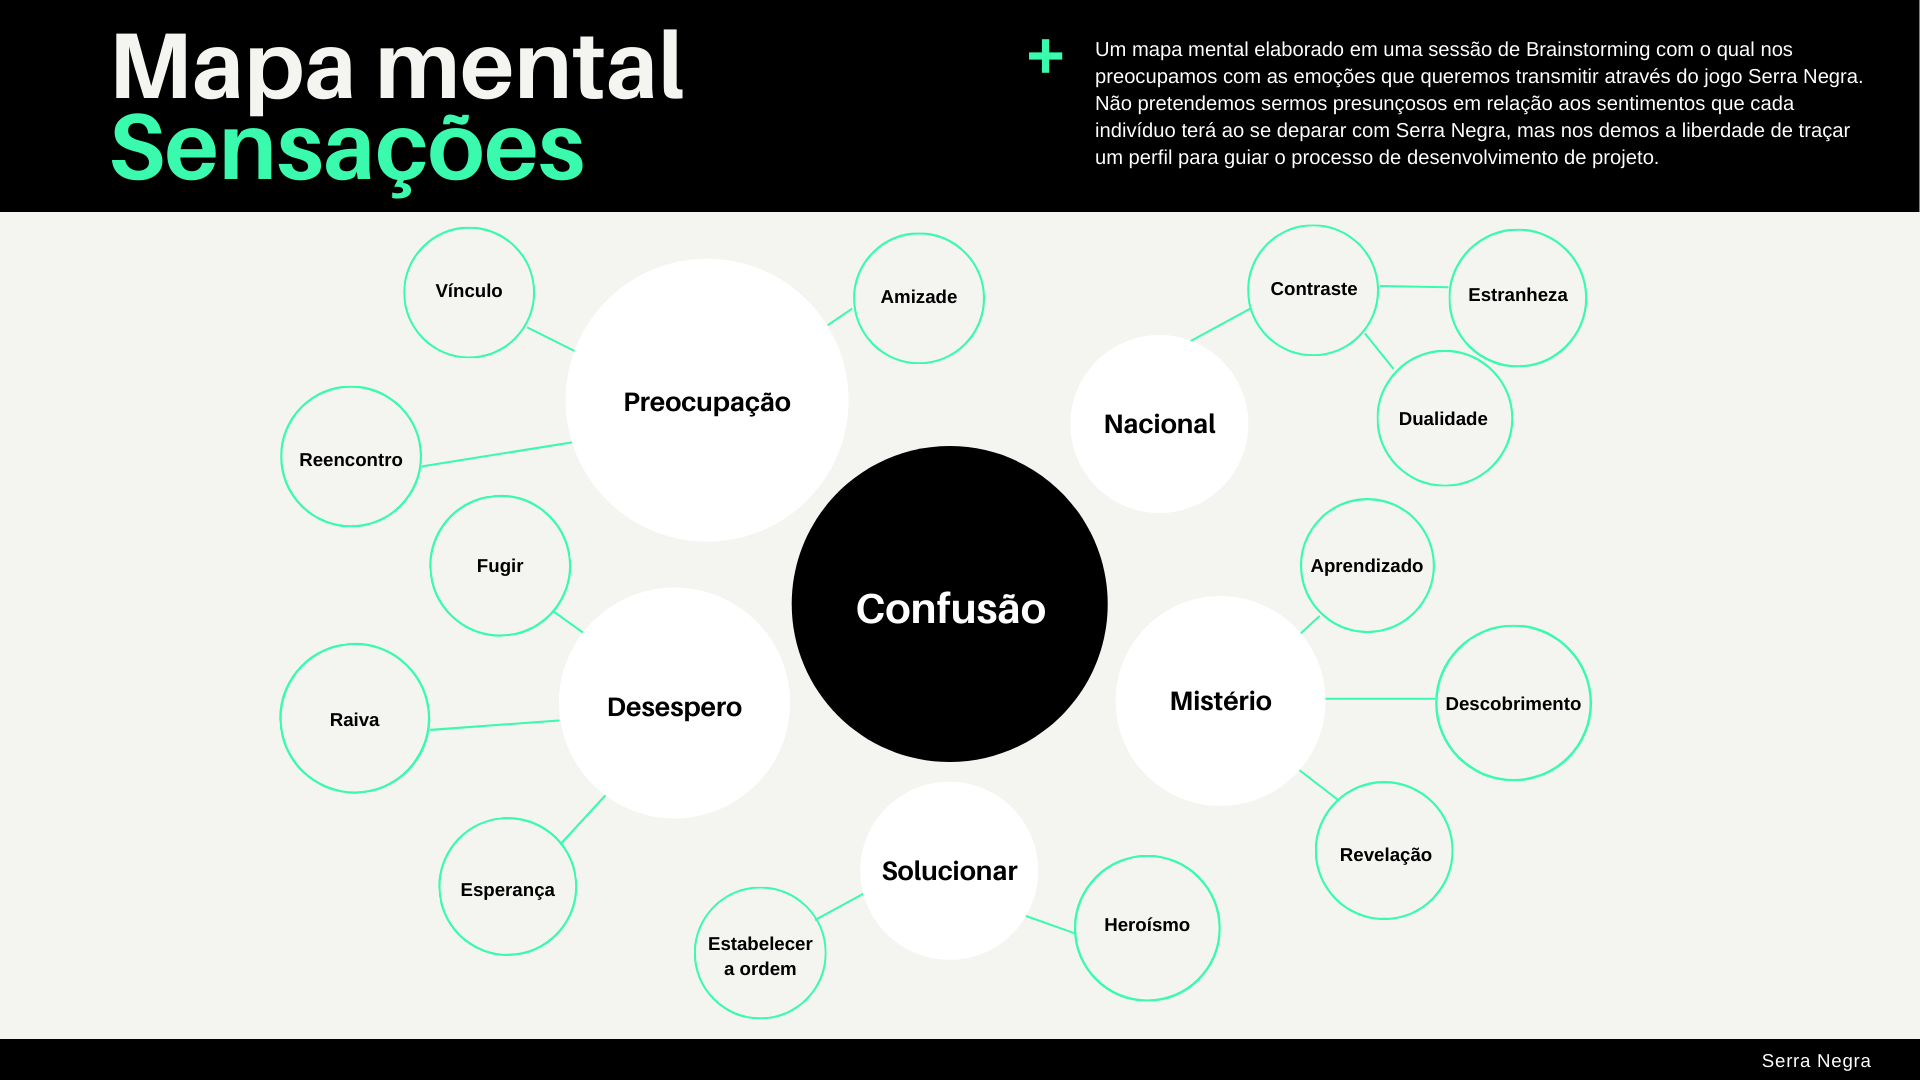 Mapa mental
Sensações
+
Um mapa mental elaborado em uma sessão de Brainstorming com o qual nos
preocupamos com as emoções que queremos transmitir através do jogo Serra Negra.
Não pretendemos sermos presunçosos em relação aos sentimentos que cada
indivíduo terá ao se deparar com Serra Negra, mas nos demos a liberdade de traçar
um perfil para guiar o processo de desenvolvimento de projeto.
Vínculo
Amizade
Preocupação
Reencontro
Contraste
Estranheza
Dualidade
Nacional
Confusão
Fugir
Desespero
Raiva
Esperança
Aprendizado
Mistério
Descobrimento
Revelação
Solucionar
Estabelecer
a ordem
Heroísmo
Serra Negra